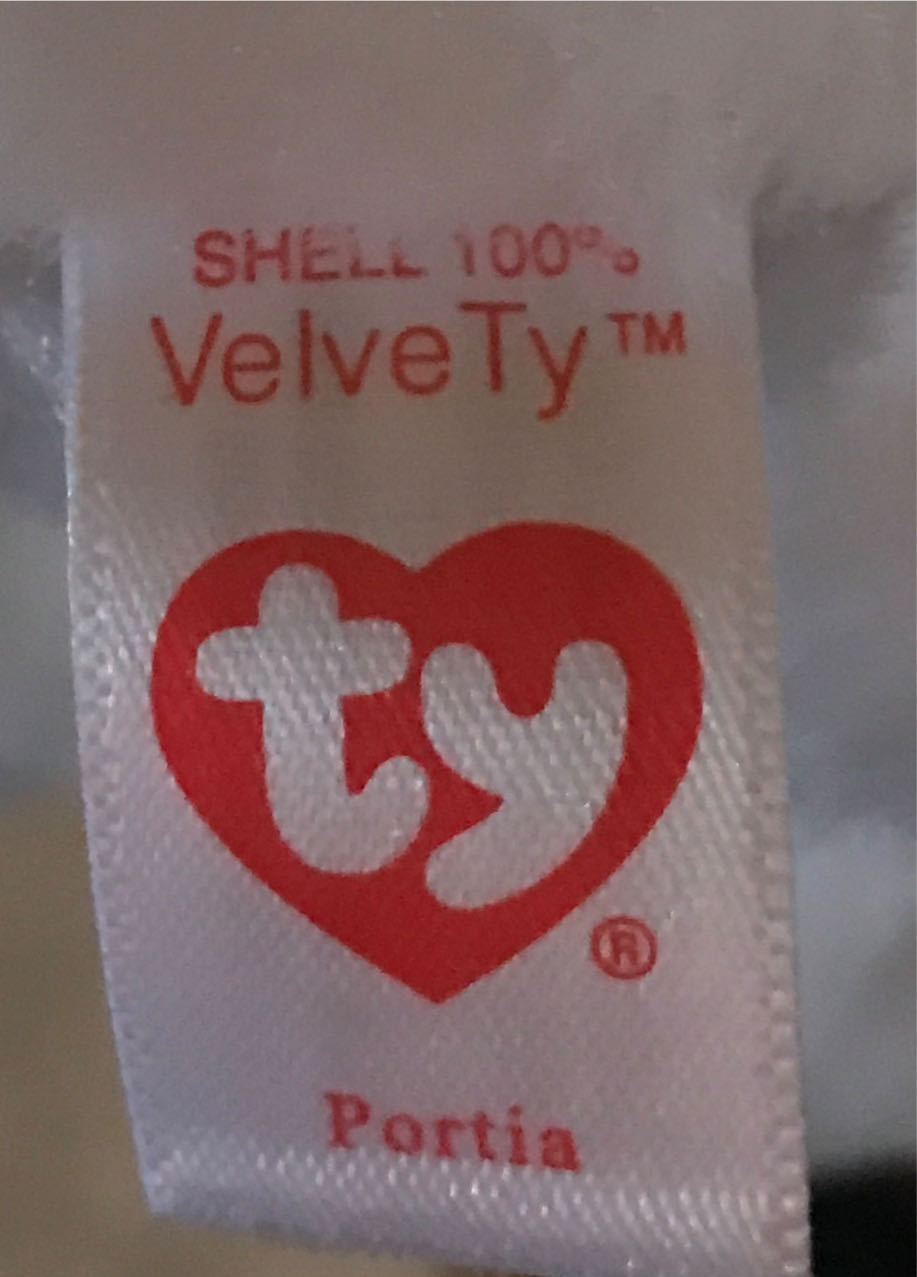 SHELL 100%
VelveTy™
ty
®
Portia